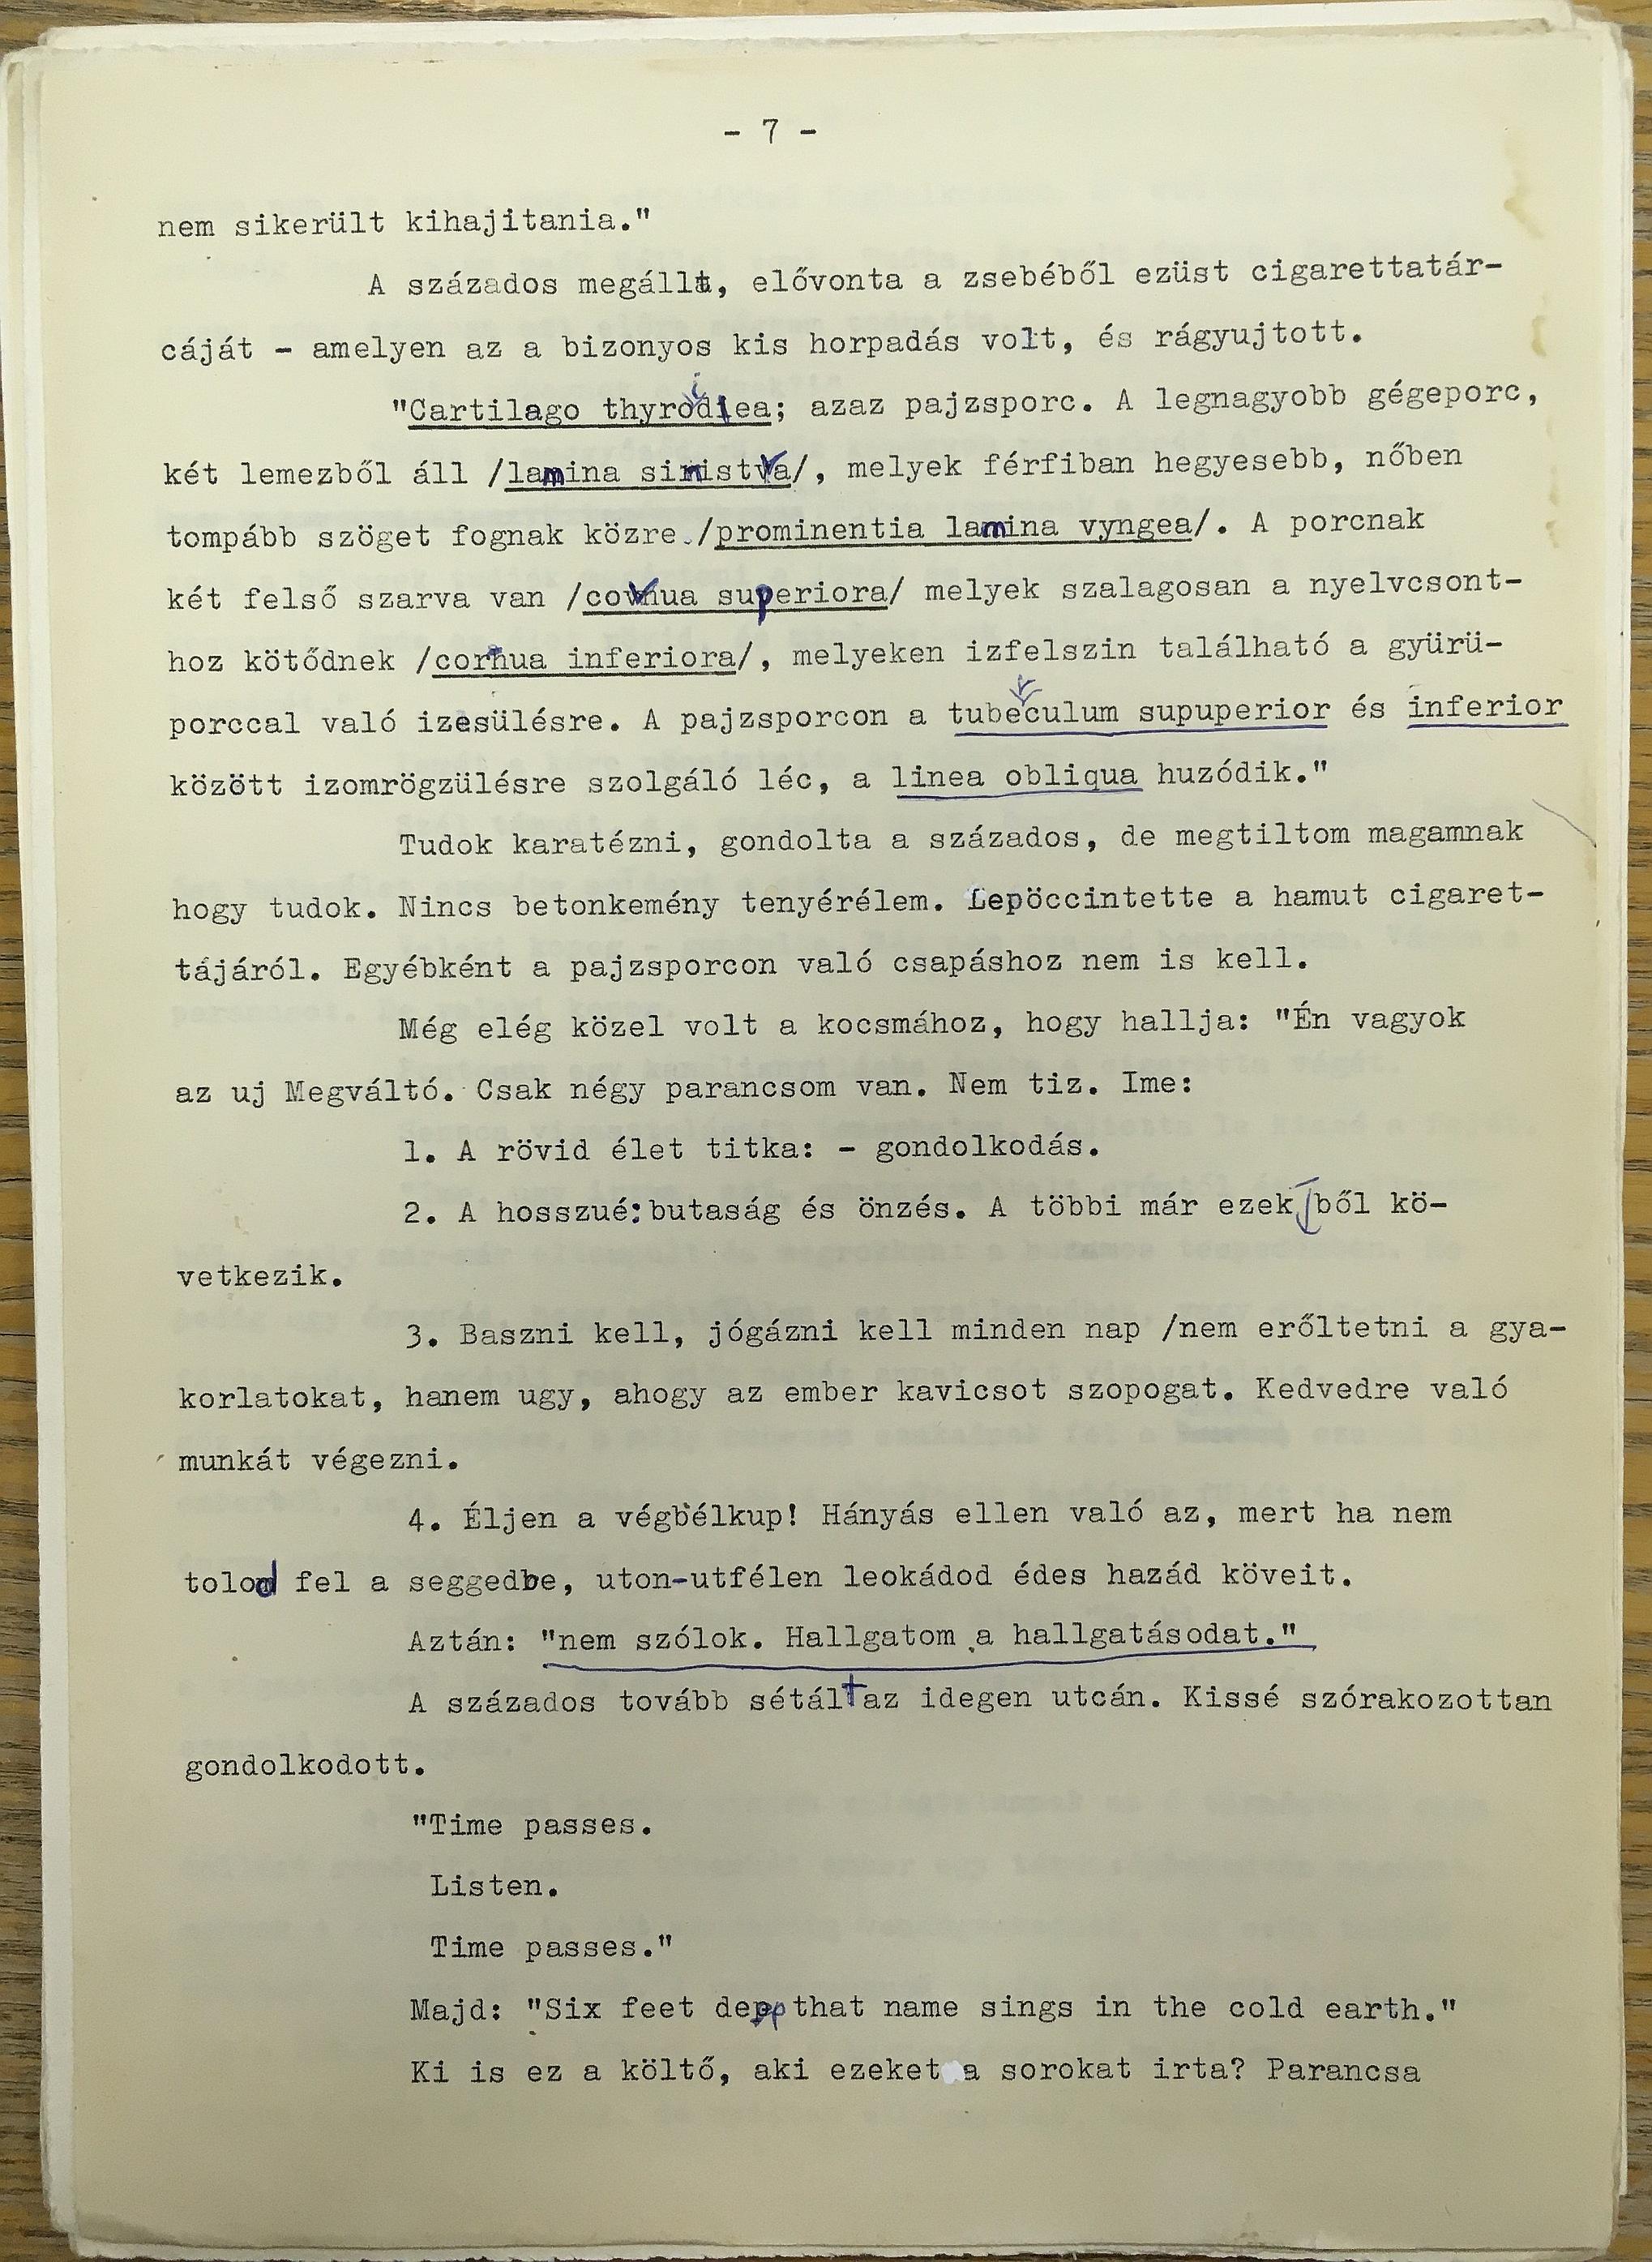 - 7 -
nem sikerült kihajitania."
A százados megállt, elővonta a zsebéből ezüst cigarettatár-
cáját - amelyen az a bizonyos kis horpadás volt, és rágyujtott.
"Cartilago thyroidea; azaz pajzsporc. A legnagyobb gégeporc,
két lemezből áll /lamina sinistra/, melyek férfiban hegyesebb, nőben
tompább szöget fognak közre /prominentia lamina vyngea/. A porcnak
két felső szarva van /cornua superiora/ melyek szalagosan a nyelvcsont-
hoz kötődnek /cornua inferiora/, melyeken izfelszin található a gyürü-
porccal való izesülésre. A pajzsporcon a tuberculum supuperior és inferior
között izomrögzülésre szolgáló léc, a linea obliqua huzódik."
Tudok karatézni, gondolta a százados, de megtiltom magamnak
hogy tudok. Nincs betonkemény tenyérélem. Lepöccintette a hamut cigaret-
tájáról. Egyébként a pajzsporcon való csapáshoz nem is kell.
Még elég közel volt a kocsmához, hogy hallja: "Én vagyok
az uj Megváltó. Csak négy parancsom van. Nem tiz. Ime:
1. A rövid élet titka: - gondolkodás.
2. A hosszué: butaság és önzés. A többi már ezekből kö-
vetkezik.
3. Baszni kell, jógázni kell minden nap /nem erőltetni a gya-
korlatokat, hanem ugy, ahogy az ember kavicsot szopogat. Kedvedre való
munkát végezni.
4. Éljen a végbélkup! Hányás ellen való az, mert ha nem
tolod fel a seggedbe, uton-utfélen leokádod édes hazád köveit.
Aztán: "nem szólok. Hallgatom a hallgatásodat."
A százados tovább sétált az idegen utcán. Kissé szórakozottan
gondolkodott.
"Time passes.
Listen.
Time passes."
Majd: "Six feet depp that name sings in the cold earth."
Ki is ez a költő, aki ezeket a sorokat irta? Parancsa